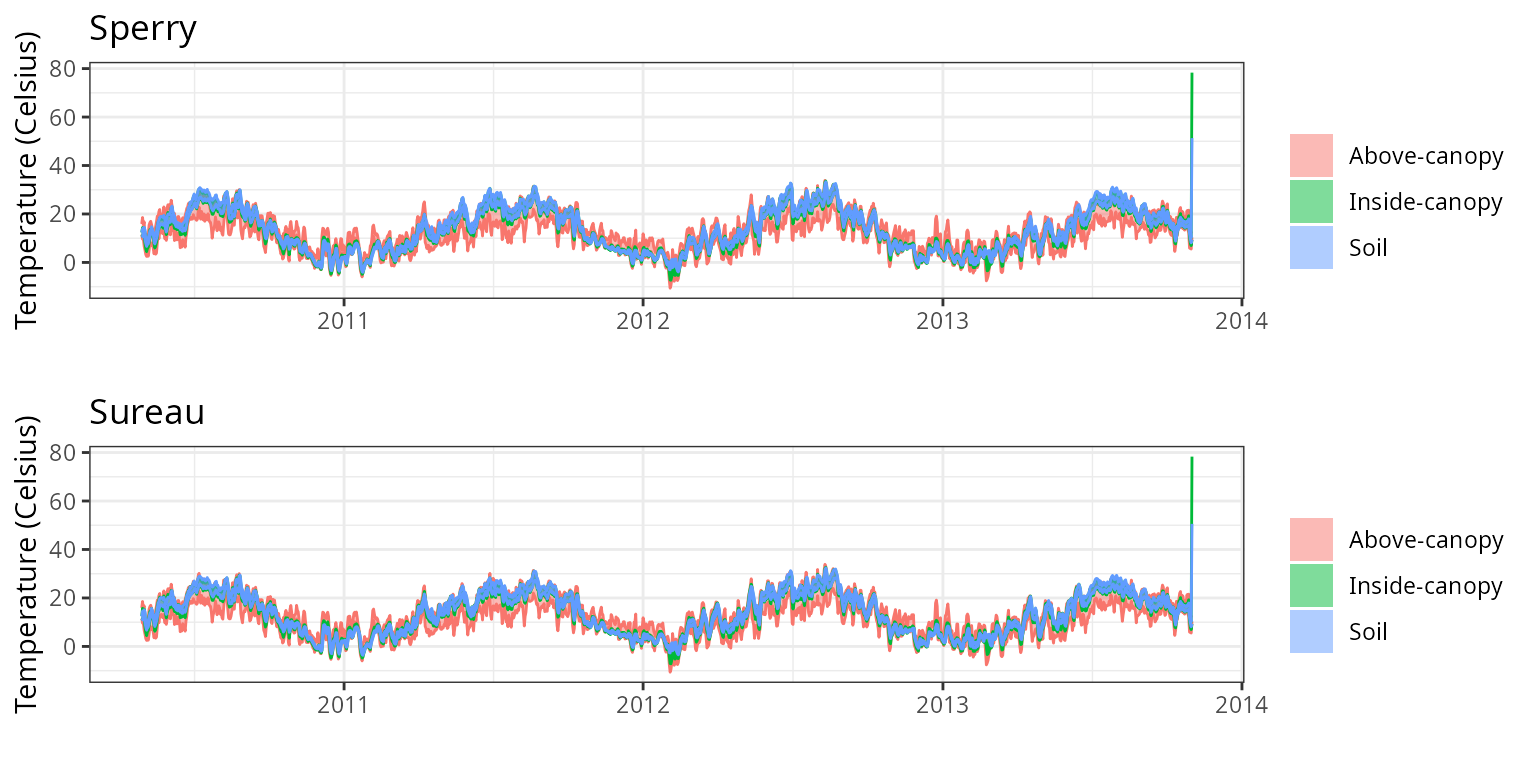 Sperry
Temperature (Celsius)
80
60
40
20
0
2011 2012 2013 2014
Above-canopy
Inside-canopy
Soil
Sureau
Temperature (Celsius)
80
60
40
20
0
2011 2012 2013 2014
Above-canopy
Inside-canopy
Soil